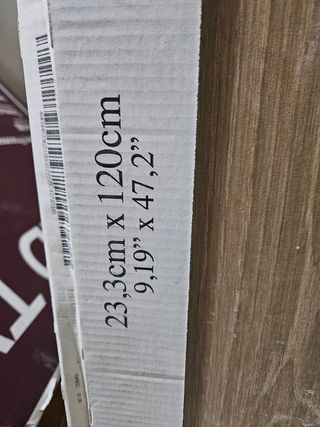 23,3cm x 120cm
9,19” x 47,2”